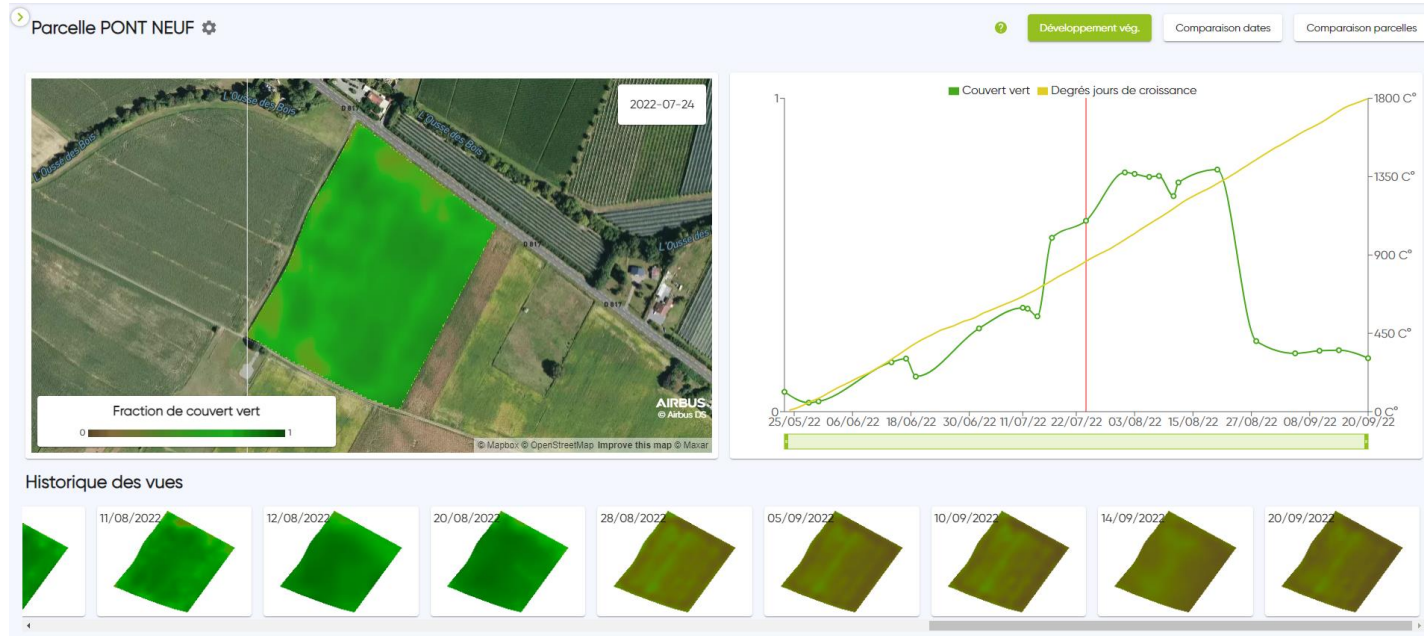 Parcelle PONT NEUF
?
Développement vég.
Comparaison dates
Comparaison parcelles
2022-07-24
L'Ousse des Bois
L'Ousse des Bois
L'Ousse des Bois
L'Ousse des
D 817
D 817
D 817
AIRBUS
© Airbus DS
Fraction de couvert vert
0
1
© Mapbox © OpenStreetMap Improve this map © Maxar
Couvert vert
Degrés jours de croissance
1
0
1800 C°
1350 C°
900 C°
450 C°
0 C°
25/05/22 06/06/22 18/06/22 30/06/22 11/07/22 22/07/22 03/08/22 15/08/22 27/08/22 08/09/22 20/09/22
Historique des vues
11/08/2022
12/08/2022
20/08/2022
28/08/2022
05/09/2022
10/09/2022
14/09/2022
20/09/2022